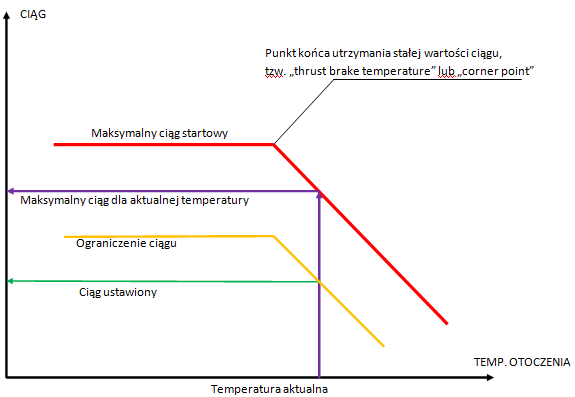 CIĄG
Punkt końca utrzymania stałej wartości ciągu,
tzw. „thrust brake temperature” lub „corner point”
Maksymalny ciąg startowy
Maksymalny ciąg dla aktualnej temperatury
Ograniczenie ciągu
Ciąg ustawiony
TEMP. OTOCZENIA
Temperatura aktualna